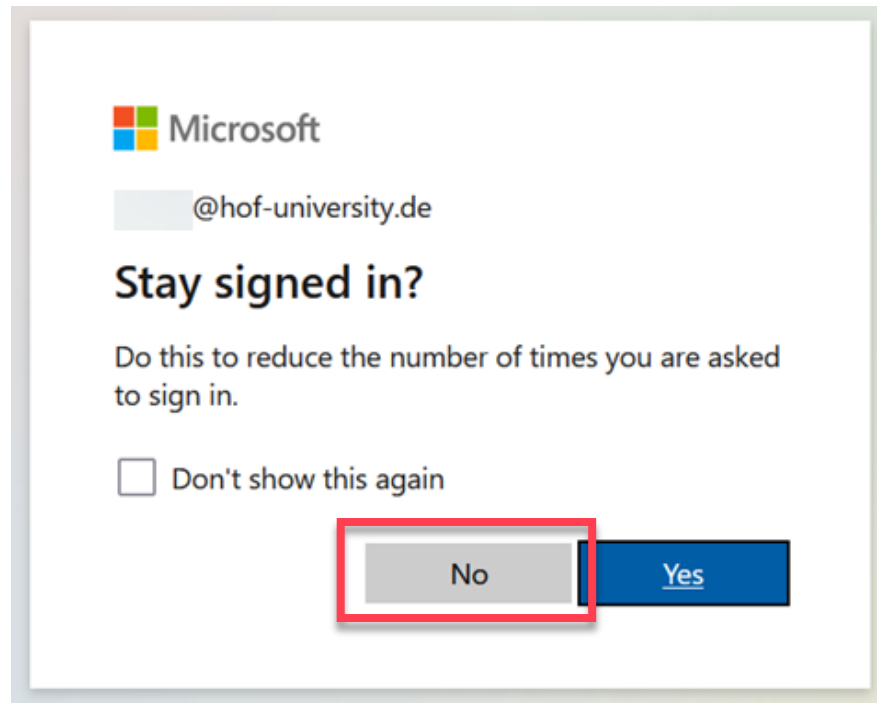 Microsoft
@hof-university.de
Stay signed in?
Do this to reduce the number of times you are asked
to sign in.
Don't show this again
No
Yes